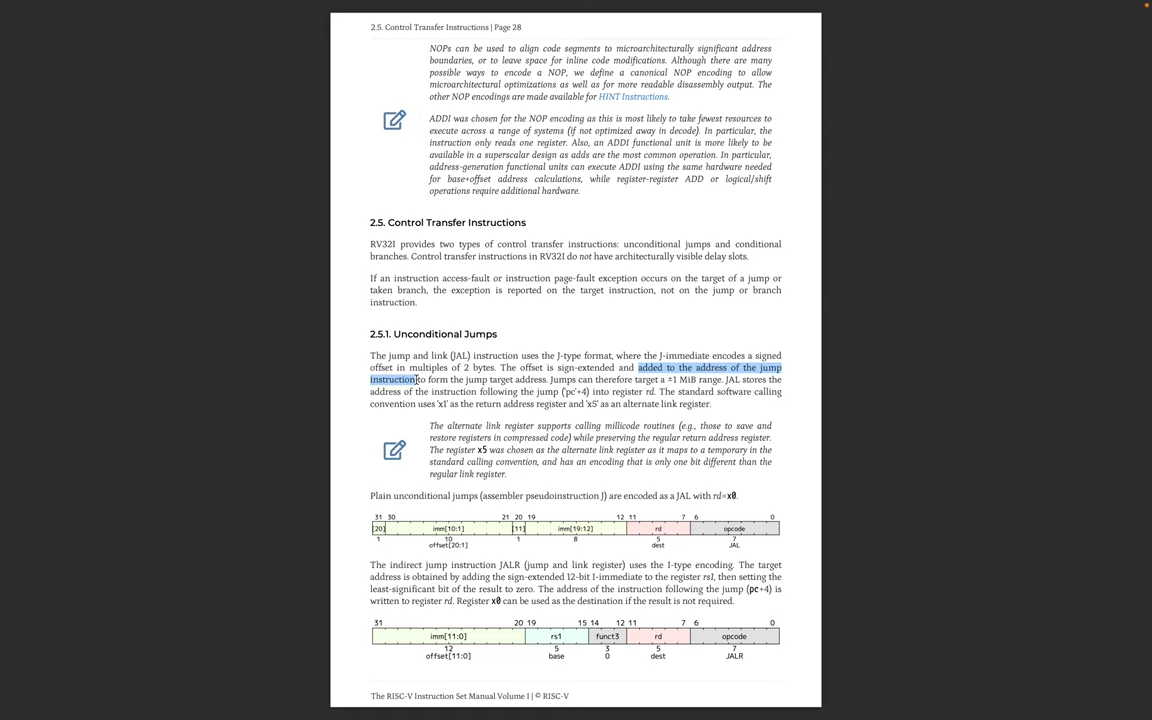 2.5. Control Transfer Instructions | Page 28
NOPs can be used to align code segments to microarchitecturally significant address
boundaries, or to leave space for inline code modifications. Although there are many
possible ways to encode a NOP, we define a canonical NOP encoding to allow
microarchitectural optimizations as well as for more readable disassembly output. The
other NOP encodings are made available for HINT Instructions.
ADDI was chosen for the NOP encoding as this is most likely to take fewest resources to
execute across a range of systems (if not optimized away in decode). In particular, the
instruction only reads one register. Also, an ADDI functional unit is more likely to be
available in a superscalar design as adds are the most common operation. In particular,
address-generation functional units can execute ADDI using the same hardware needed
for base+offset address calculations, while register-register ADD or logical/shift
operations require additional hardware.
2.5. Control Transfer Instructions
RV32I provides two types of control transfer instructions: unconditional jumps and conditional
branches. Control transfer instructions in RV32I do not have architecturally visible delay slots.
If an instruction access-fault or instruction page-fault exception occurs on the target of a jump or
taken branch, the exception is reported on the target instruction, not on the jump or branch
instruction.
2.5.1. Unconditional Jumps
The jump and link (JAL) instruction uses the J-type format, where the J-immediate encodes a signed
offset in multiples of 2 bytes. The offset is sign-extended and added to the address of the jump
instruction to form the jump target address. Jumps can therefore target a ±1 MiB range. JAL stores the
address of the instruction following the jump ('pc'+4) into register rd. The standard software calling
convention uses 'x1' as the return address register and 'x5' as an alternate link register.
The alternate link register supports calling millicode routines (e.g., those to save and
restore registers in compressed code) while preserving the regular return address register.
The register x5 was chosen as the alternate link register as it maps to a temporary in the
standard calling convention, and has an encoding that is only one bit different than the
regular link register.
Plain unconditional jumps (assembler pseudoinstruction J) are encoded as a JAL with rd=x0.
31 30 21 20 19 12 11 7 6 0
[20] imm[10:1] [11] imm[19:12] rd opcode
1 10 1 8 5 7
offset[20:1] dest JAL
The indirect jump instruction JALR (jump and link register) uses the I-type encoding. The target
address is obtained by adding the sign-extended 12-bit I-immediate to the register rs1, then setting the
least-significant bit of the result to zero. The address of the instruction following the jump (pc+4) is
written to register rd. Register x0 can be used as the destination if the result is not required.
31 20 19 15 14 12 11 7 6 0
imm[11:0] rs1 funct3 rd opcode
12 5 3 5 7
offset[11:0] base 0 dest JALR
The RISC-V Instruction Set Manual Volume I | © RISC-V